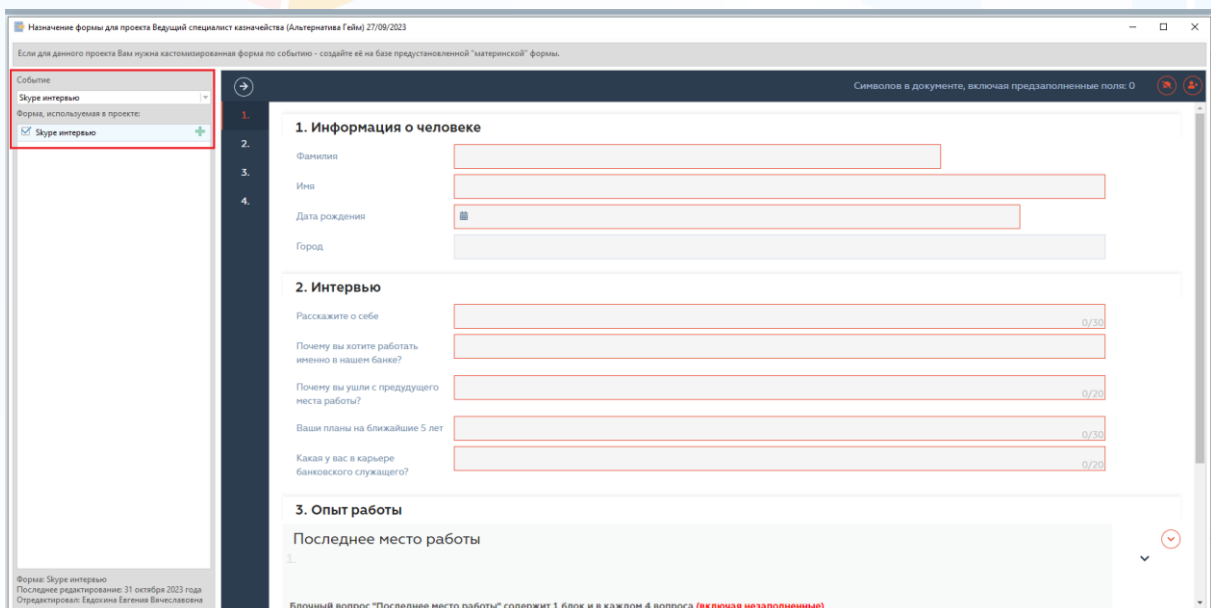 Назначение формы для проекта Ведущий специалист казначейства (Альтернатива Гейм) 27/09/2023
Если для данного проекта Вам нужна кастомизированная форма по событию - создайте её на базе предустановленной "материнской" формы.
Событие
Skype интервью
Форма, используемая в проекте:
Skype интервью
Символов в документе, включая предзаполненные поля: 0
1.
2.
3.
4.
1. Информация о человеке
Фамилия
Имя
Дата рождения
Город
2. Интервью
Расскажите о себе
0/30
Почему вы хотите работать
именно в нашем банке?
Почему вы ушли с предудущего
места работы?
0/20
Ваши планы на ближайшие 5 лет
0/30
Какая у вас в карьере
банковского служащего?
0/20
3. Опыт работы
Последнее место работы
1.
Блочный вопрос "Последнее место работы" содержит 1 блок и в каждом 4 вопроса (включая незаполненные)
Форма: Skype интервью
Последнее редактирование: 31 октября 2023 года
Отредактировал: Евдохина Евгения Вячеславовна